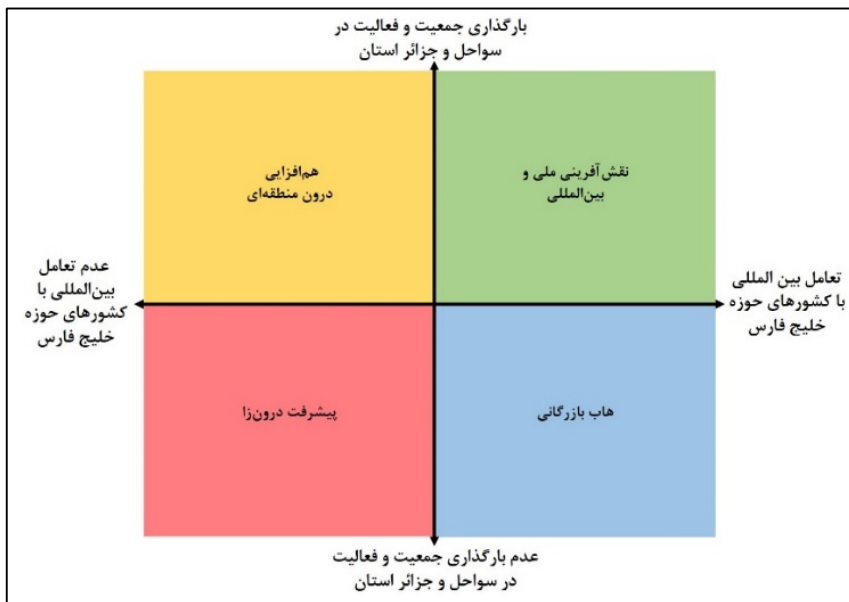 بارگذاری جمعیت و فعالیت در
سواحل و جزائر استان
نقش‌آفرینی ملی و
بین‌المللی
هم‌افزایی
درون منطقه‌ای
تعامل بین المللی
با کشورهای حوزه
خلیج فارس
عدم تعامل
بین‌المللی با
کشورهای حوزه
خلیج فارس
هاب بازرگانی
پیشرفت درون‌زا
عدم بارگذاری جمعیت و فعالیت
در سواحل و جزائر استان